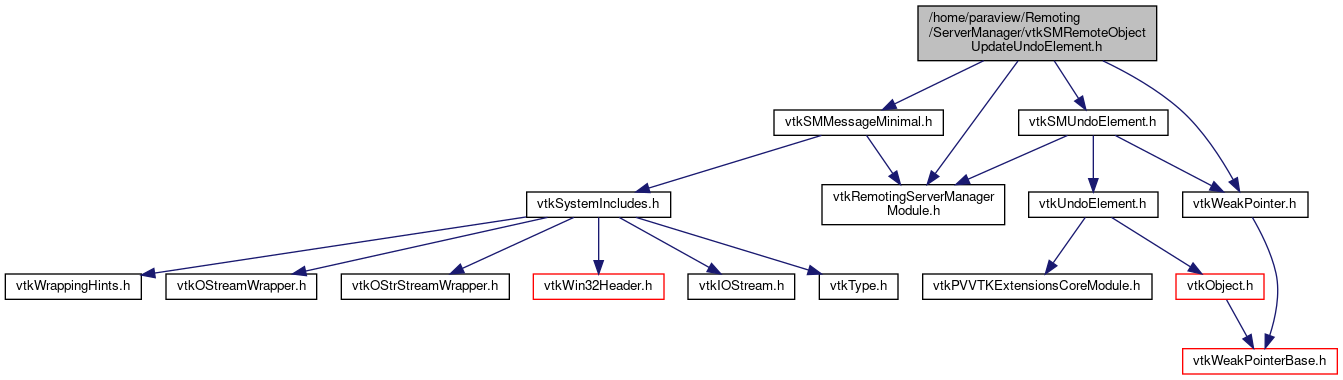 /home/paraview/Remoting
/ServerManager/vtkSMRemoteObject
UpdateUndoElement.h
vtkSMMessageMinimal.h
vtkSMUndoElement.h
vtkSystemIncludes.h
vtkRemotingServerManager
Module.h
vtkUndoElement.h
vtkWeakPointer.h
vtkWrappingHints.h
vtkOStreamWrapper.h
vtkOStrStreamWrapper.h
vtkWin32Header.h
vtkIOStream.h
vtkType.h
vtkPVVTKExtensionsCoreModule.h
vtkObject.h
vtkWeakPointerBase.h